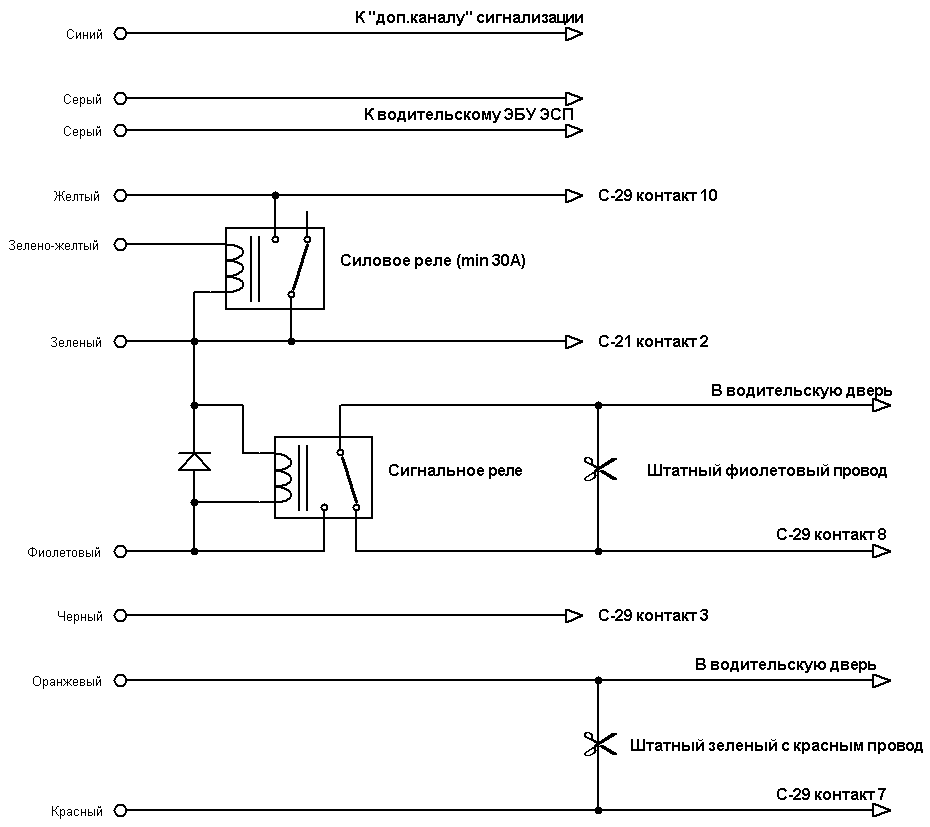 К "доп.каналу" сигнализации
Синий
Серый
К водительскому ЭБУ ЭСП
Серый
Желтый
С-29 контакт 10
Зелено-желтый
Силовое реле (min 30А)
Зеленый
С-21 контакт 2
В водительскую дверь
Сигнальное реле
Штатный фиолетовый провод
С-29 контакт 8
Фиолетовый
Черный
С-29 контакт 3
В водительскую дверь
Оранжевый
Штатный зеленый с красным провод
С-29 контакт 7
Красный